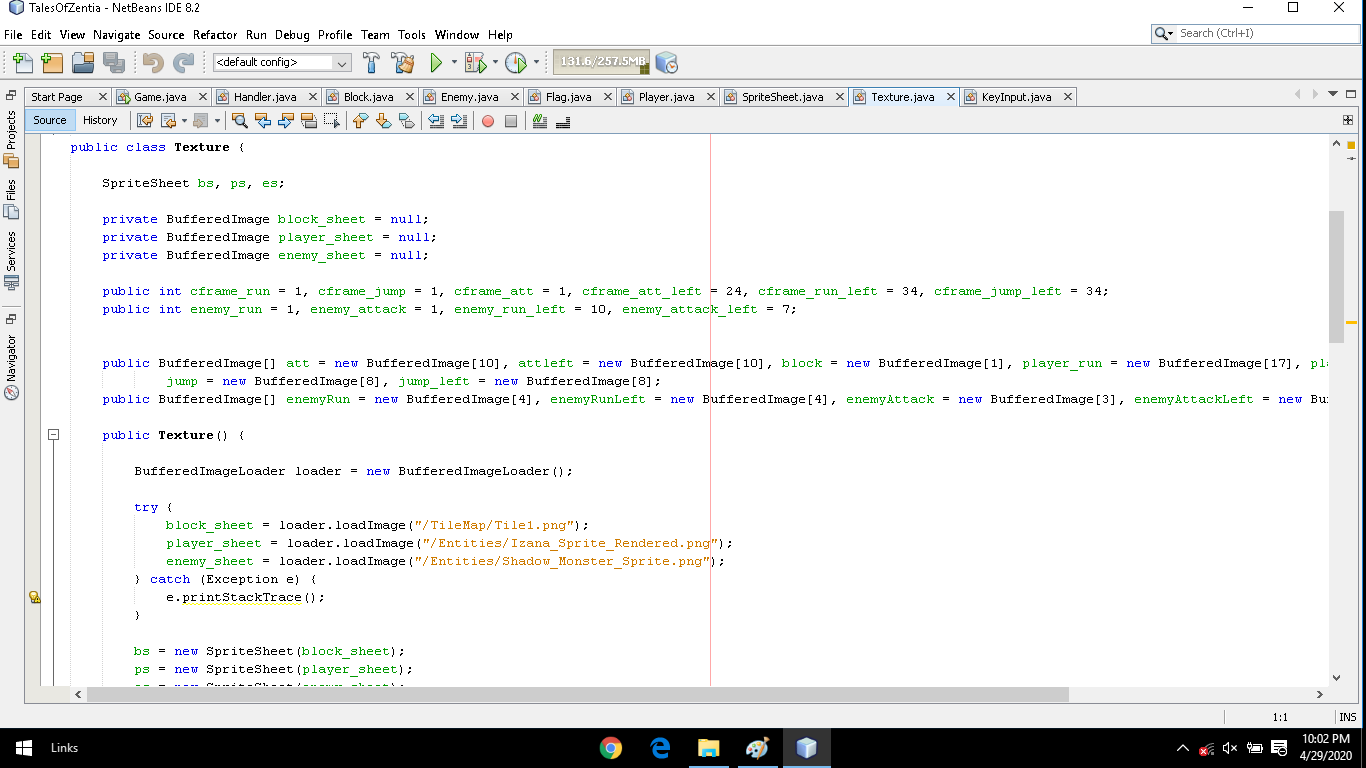 TalesOfZentia - NetBeans IDE 8.2
File Edit View Navigate Source Refactor Run Debug Profile Team Tools Window Help
Search (Ctrl+I)
<default config>
131.6/257.5MB
Start Page Game.java Handler.java Block.java Enemy.java Flag.java Player.java SpriteSheet.java Texture.java KeyInput.java
Source History
Projects
Files
Services
Navigator
public class Texture {
SpriteSheet bs, ps, es;
private BufferedImage block_sheet = null;
private BufferedImage player_sheet = null;
private BufferedImage enemy_sheet = null;
public int cframe_run = 1, cframe_jump = 1, cframe_att = 1, cframe_att_left = 24, cframe_run_left = 34, cframe_jump_left = 34;
public int enemy_run = 1, enemy_attack = 1, enemy_run_left = 10, enemy_attack_left = 7;
public BufferedImage[] att = new BufferedImage[10], attleft = new BufferedImage[10], block = new BufferedImage[1], player_run = new BufferedImage[17], pl
jump = new BufferedImage[8], jump_left = new BufferedImage[8];
public BufferedImage[] enemyRun = new BufferedImage[4], enemyRunLeft = new BufferedImage[4], enemyAttack = new BufferedImage[3], enemyAttackLeft = new Bu
public Texture() {
BufferedImageLoader loader = new BufferedImageLoader();
try {
block_sheet = loader.loadImage("/TileMap/Tile1.png");
player_sheet = loader.loadImage("/Entities/Izana_Sprite_Rendered.png");
enemy_sheet = loader.loadImage("/Entities/Shadow_Monster_Sprite.png");
} catch (Exception e) {
e.printStackTrace();
}
bs = new SpriteSheet(block_sheet);
ps = new SpriteSheet(player_sheet);
1:1 INS
Links
10:02 PM
4/29/2020